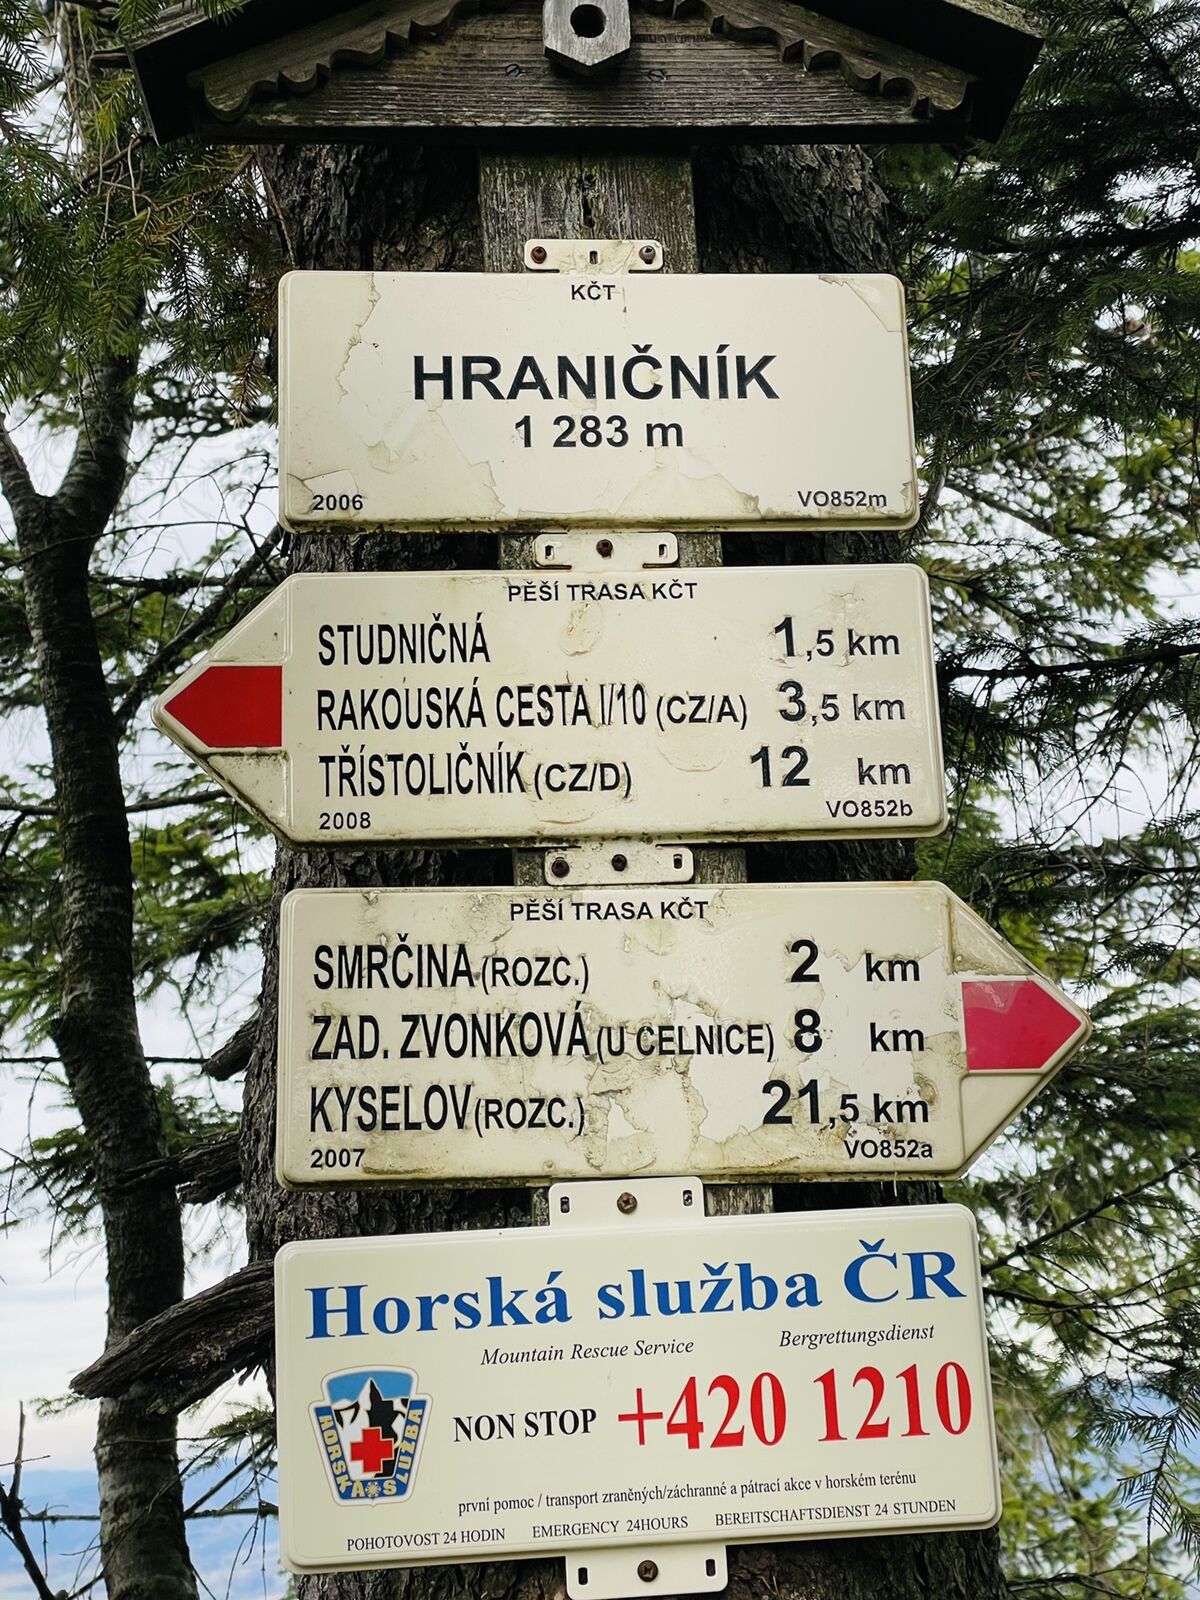 KČT
HRANIČNÍK
1 283 m
2006 VO852m
PĚŠÍ TRASA KČT
STUDNIČNÁ 1,5 km
RAKOUSKÁ CESTA I/10 (CZ/A) 3,5 km
TŘÍSTOLIČNÍK (CZ/D) 12 km
2008 VO852b
PĚŠÍ TRASA KČT
SMRČINA (ROZC.) 2 km
ZAD. ZVONKOVÁ (U CELNICE) 8 km
KYSELOV (ROZC.) 21,5 km
2007 VO852a
Horská služba ČR
Mountain Rescue Service Bergrettungsdienst
HORSKÁ SLUŽBA
NON STOP +420 1210
první pomoc / transport zraněných/záchranné a pátrací akce v horském terénu
POHOTOVOST 24 HODIN EMERGENCY 24HOURS BEREITSCHAFTSDIENST 24 STUNDEN